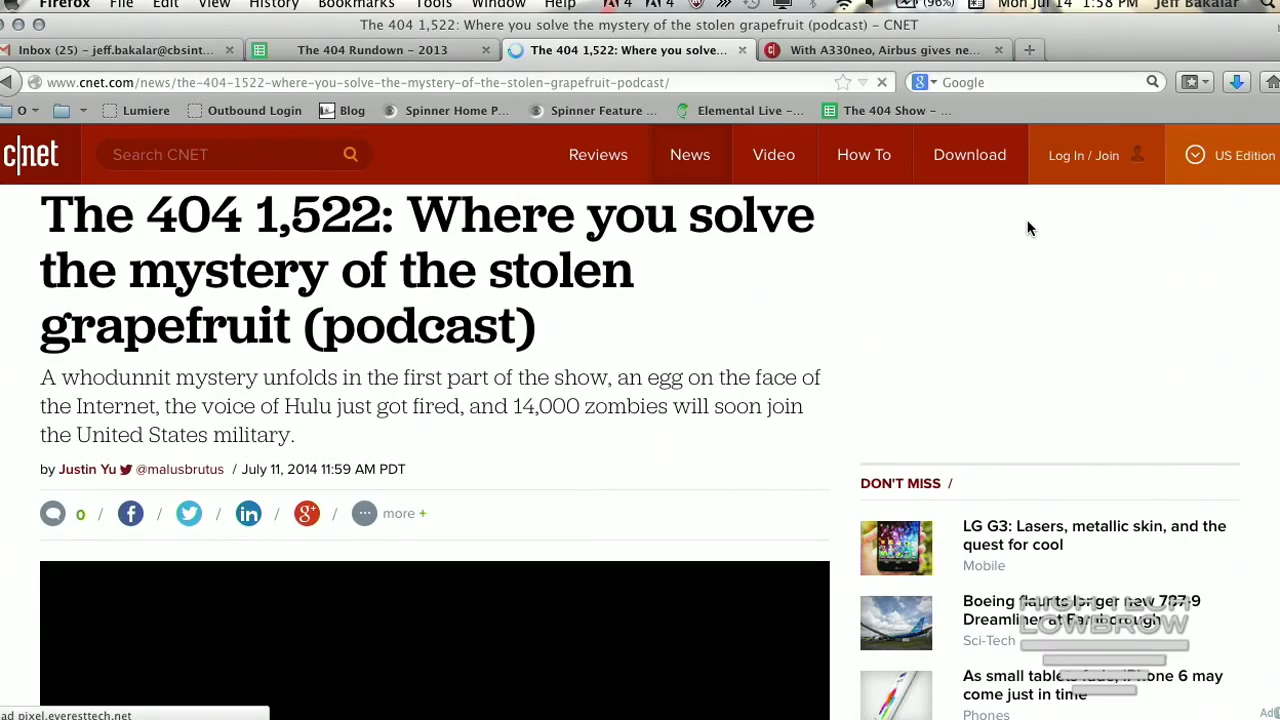 Firefox File Edit View History Bookmarks Tools Window Help 4 4 (96%) Mon Jul 14 1:58 PM Jeff Bakalar
The 404 1,522: Where you solve the mystery of the stolen grapefruit (podcast) – CNET
Inbox (25) – jeff.bakalar@cbsint... The 404 Rundown – 2013 The 404 1,522: Where you solve... With A330neo, Airbus gives ne...
www.cnet.com/news/the-404-1522-where-you-solve-the-mystery-of-the-stolen-grapefruit-podcast/ Google
O Lumiere Outbound Login Blog Spinner Home P... Spinner Feature ... Elemental Live –... The 404 Show – ...
c|net Search CNET Reviews News Video How To Download Log In / Join US Edition
The 404 1,522: Where you solve
the mystery of the stolen
grapefruit (podcast)
A whodunnit mystery unfolds in the first part of the show, an egg on the face of
the Internet, the voice of Hulu just got fired, and 14,000 zombies will soon join
the United States military.
by Justin Yu @malusbrutus / July 11, 2014 11:59 AM PDT
0 / / / / / more +
DON'T MISS /
LG G3: Lasers, metallic skin, and the
quest for cool
Mobile
Boeing flaunts longer new 787-9
Dreamliner at Farnborough
Sci-Tech
HIGH TECH
LOWBROW
As small tablets fade, iPhone 6 may
come just in time
Phones
Ad
ad pixel.everesttech.net